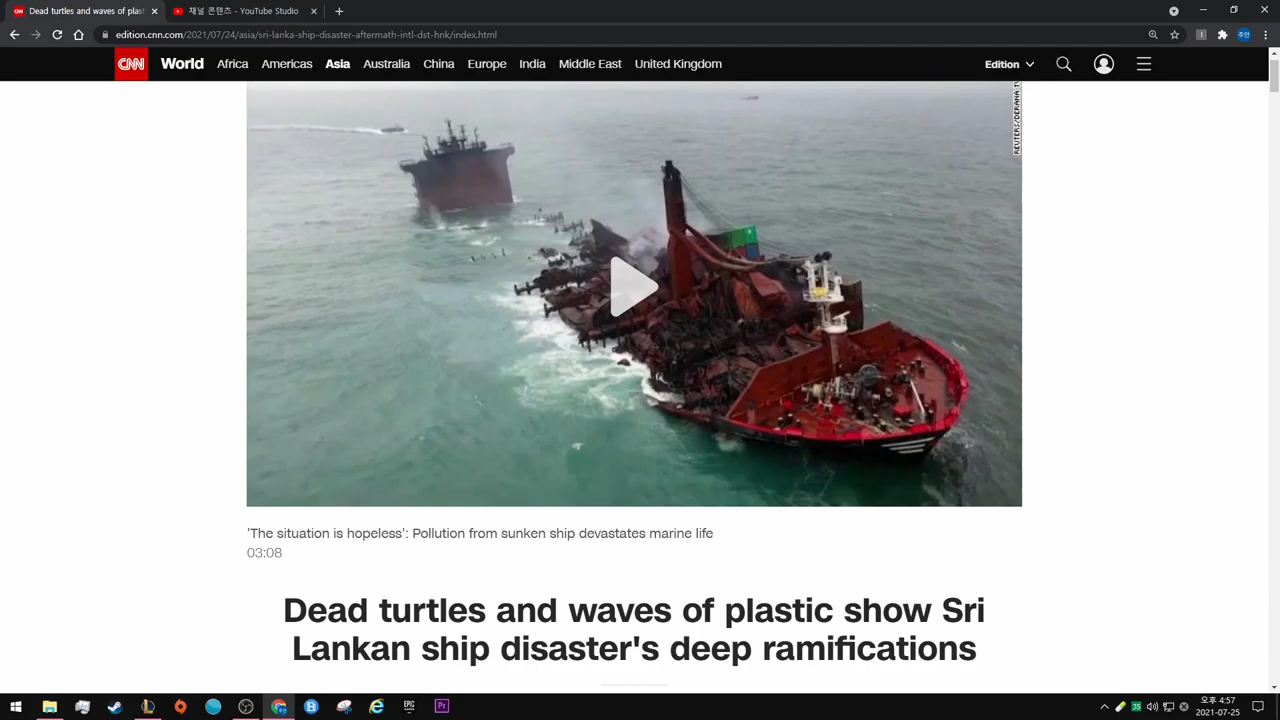 Dead turtles and waves of plast
채널 콘텐츠 - YouTube Studio
edition.cnn.com/2021/07/24/asia/sri-lanka-ship-disaster-aftermath-intl-dst-hnk/index.html
CNN World Africa Americas Asia Australia China Europe India Middle East United Kingdom Edition
'The situation is hopeless': Pollution from sunken ship devastates marine life
03:08
Dead turtles and waves of plastic show Sri
Lankan ship disaster's deep ramifications
오후 4:57
2021-07-25